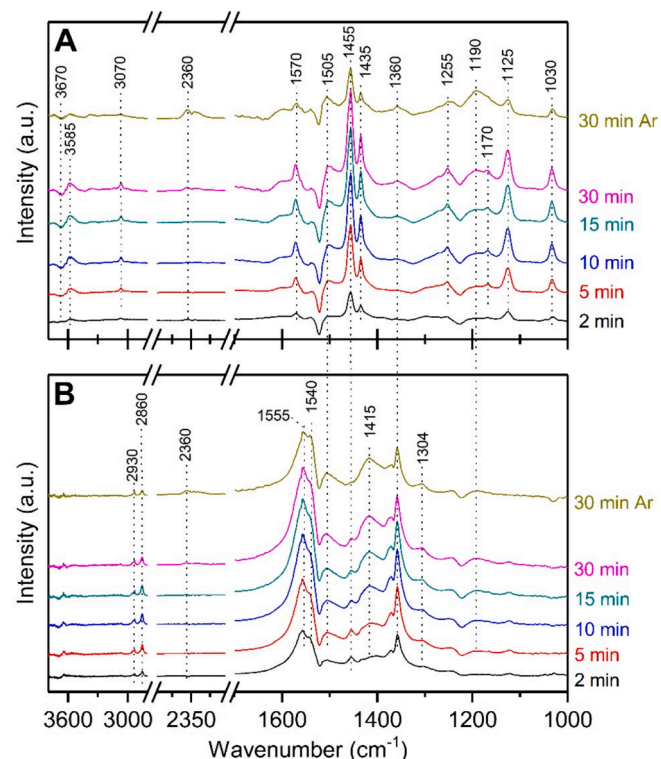 A
3670
3585
3070
2360
1570
1505
1455
1435
1360
1255
1190
1170
1125
1030
30 min Ar
30 min
15 min
10 min
5 min
2 min
Intensity (a.u.)
B
2930
2860
2360
1555
1540
1415
1304
30 min Ar
30 min
15 min
10 min
5 min
2 min
Intensity (a.u.)
3600 3000 2350 1600 1400 1200 1000
Wavenumber (cm⁻¹)